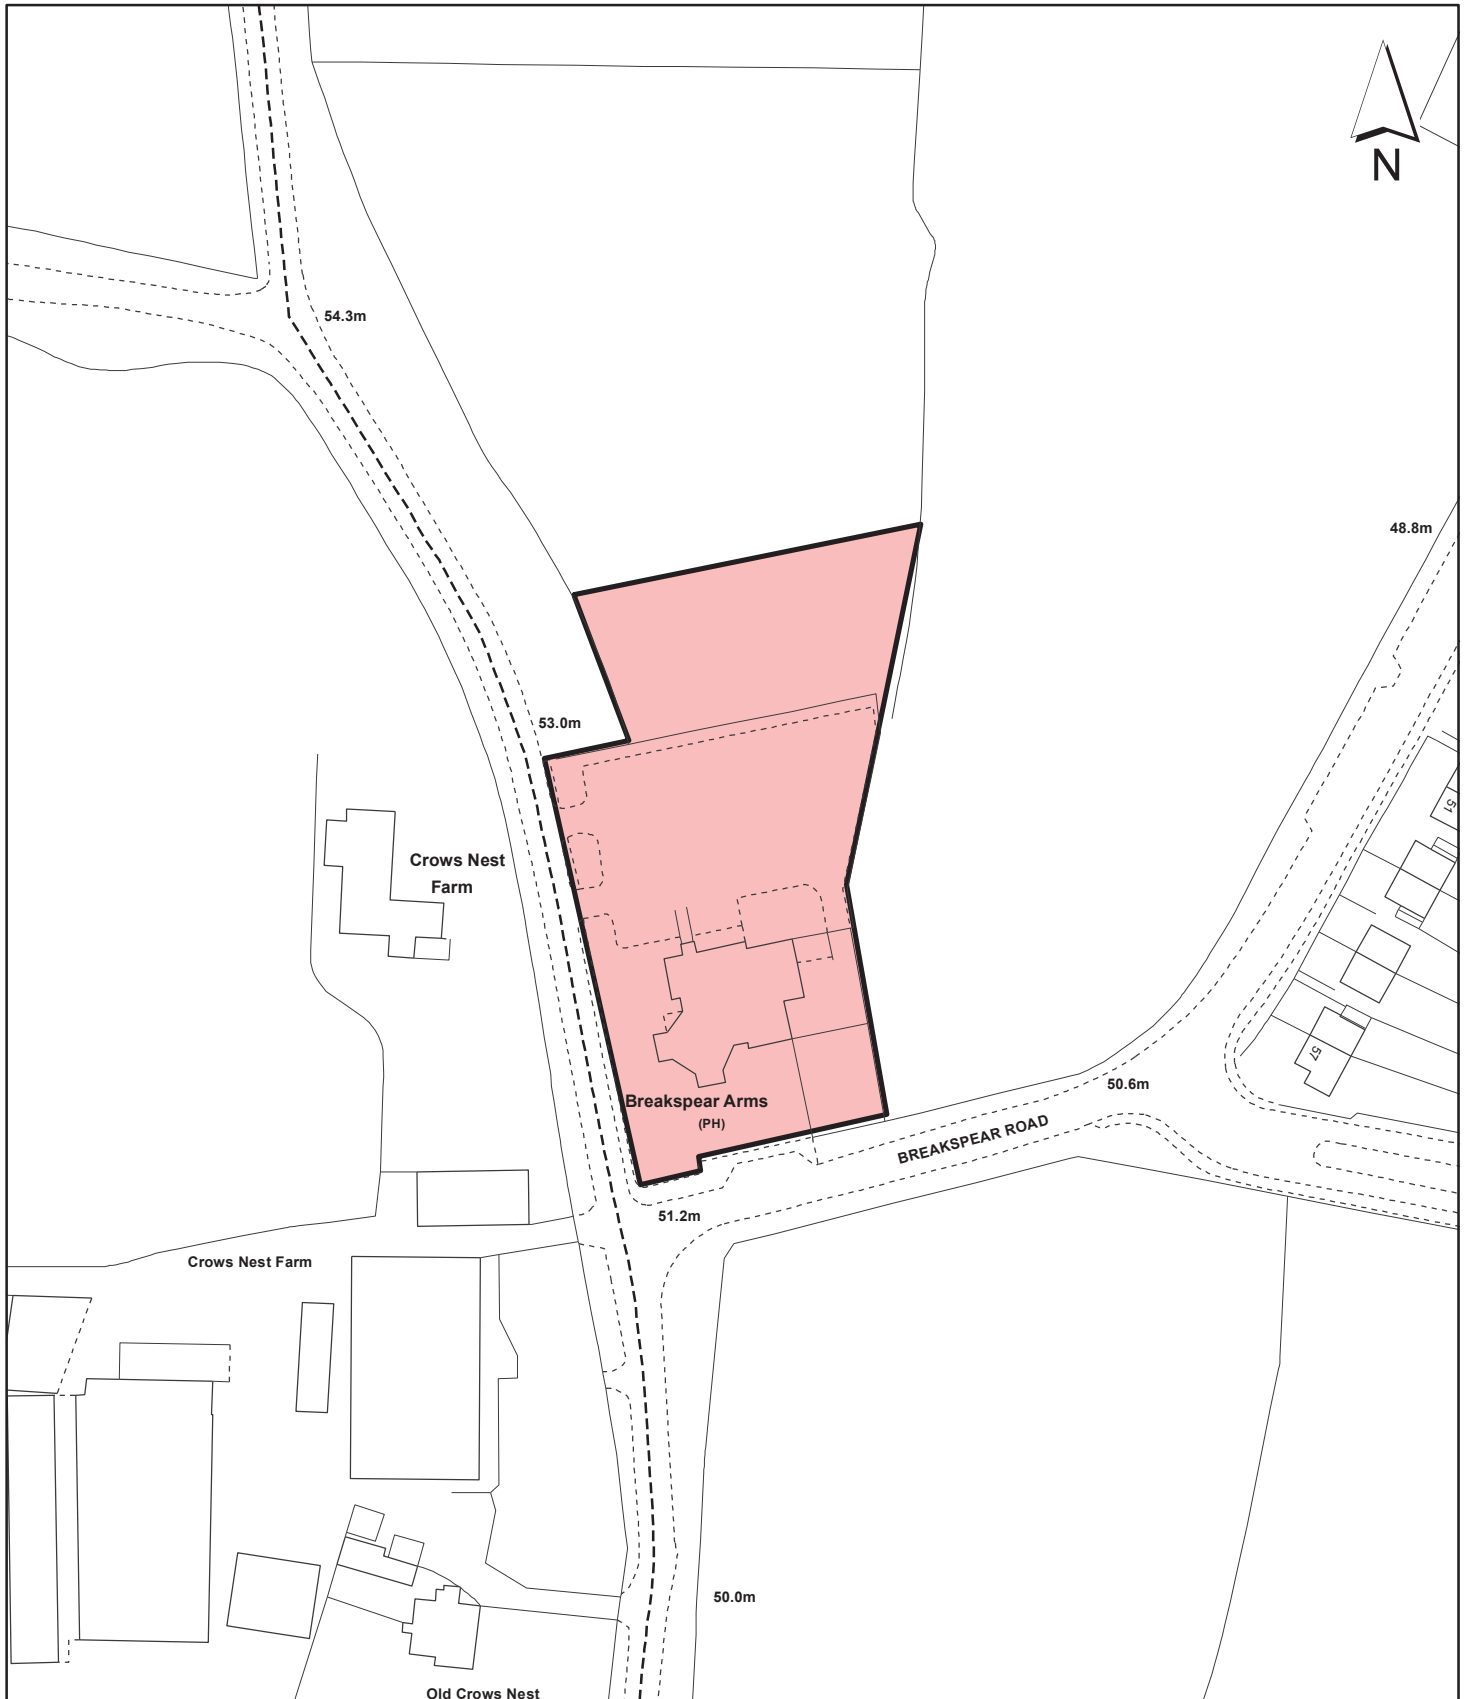 N
54.3m
48.8m
53.0m
51
Crows Nest
Farm
57
50.6m
Breakspear Arms
(PH)
BREAKSPEAR ROAD
51.2m
Crows Nest Farm
50.0m
Old Crows Nest